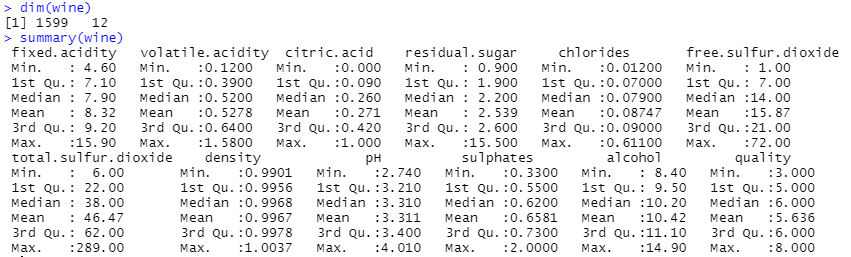 > dim(wine)
[1] 1599   12
> summary(wine)
 fixed.acidity   volatile.acidity  citric.acid   residual.sugar     chlorides       free.sulfur.dioxide
 Min.   : 4.60   Min.   :0.1200   Min.   :0.000   Min.   : 0.900   Min.   :0.01200   Min.   : 1.00
 1st Qu.: 7.10   1st Qu.:0.3900   1st Qu.:0.090   1st Qu.: 1.900   1st Qu.:0.07000   1st Qu.: 7.00
 Median : 7.90   Median :0.5200   Median :0.260   Median : 2.200   Median :0.07900   Median :14.00
 Mean   : 8.32   Mean   :0.5278   Mean   :0.271   Mean   : 2.539   Mean   :0.08747   Mean   :15.87
 3rd Qu.: 9.20   3rd Qu.:0.6400   3rd Qu.:0.420   3rd Qu.: 2.600   3rd Qu.:0.09000   3rd Qu.:21.00
 Max.   :15.90   Max.   :1.5800   Max.   :1.000   Max.   :15.500   Max.   :0.61100   Max.   :72.00
 total.sulfur.dioxide    density             pH          sulphates         alcohol         quality
 Min.   :  6.00       Min.   :0.9901   Min.   :2.740   Min.   :0.3300   Min.   : 8.40   Min.   :3.000
 1st Qu.: 22.00       1st Qu.:0.9956   1st Qu.:3.210   1st Qu.:0.5500   1st Qu.: 9.50   1st Qu.:5.000
 Median : 38.00       Median :0.9968   Median :3.310   Median :0.6200   Median :10.20   Median :6.000
 Mean   : 46.47       Mean   :0.9967   Mean   :3.311   Mean   :0.6581   Mean   :10.42   Mean   :5.636
 3rd Qu.: 62.00       3rd Qu.:0.9978   3rd Qu.:3.400   3rd Qu.:0.7300   3rd Qu.:11.10   3rd Qu.:6.000
 Max.   :289.00       Max.   :1.0037   Max.   :4.010   Max.   :2.0000   Max.   :14.90   Max.   :8.000